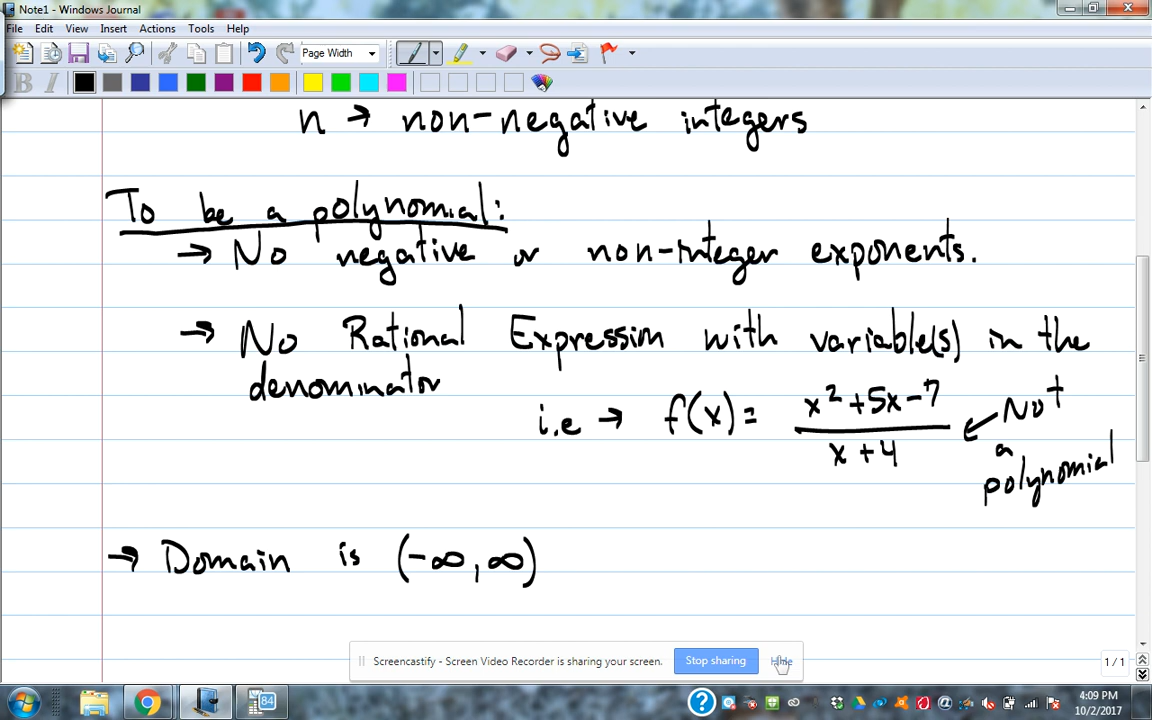 Note1 - Windows Journal
File Edit View Insert Actions Tools Help
Page Width
B I
n → non-negative integers
To be a polynomial:
→ No negative or non-integer exponents.
→ No Rational Expression with variable(s) in the
denominator
i.e → f(x) = x²+5x-7 / x+4 ← Not
a
polynomial
→ Domain is (-∞, ∞)
Screencastify - Screen Video Recorder is sharing your screen. Stop sharing Hide
1 / 1
84
4:09 PM
10/2/2017